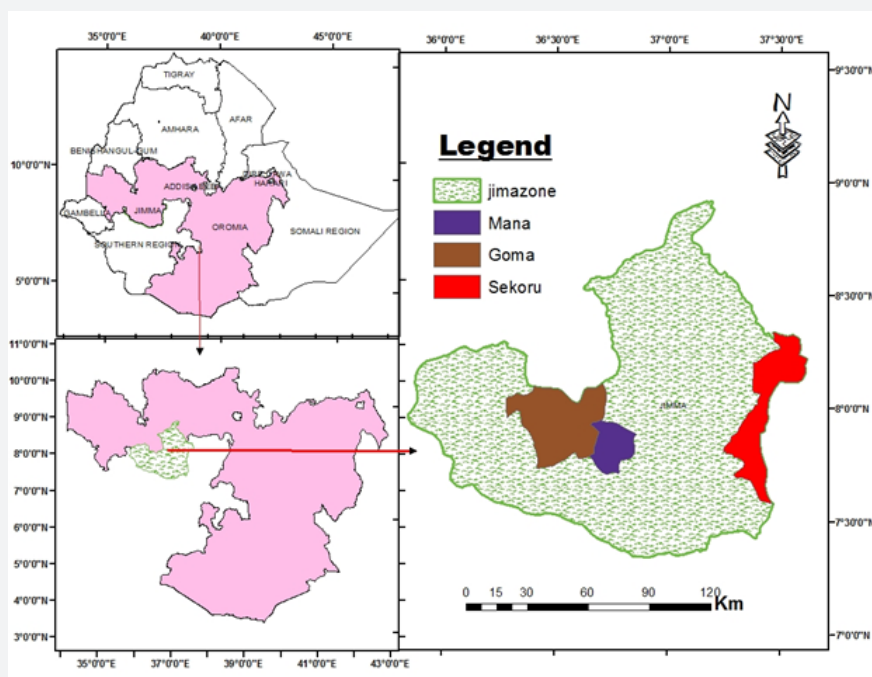 35°0'0"E 40°0'0"E 45°0'0"E
10°0'0"N
5°0'0"N
TIGRAY
AFAR
AMHARA
ADDIS
GAMBELLA
JIMMA
OROMIA
SOUTHERN REGION
SOMALI REGION
11°0'0"N
10°0'0"N
9°0'0"N
8°0'0"N
7°0'0"N
6°0'0"N
5°0'0"N
4°0'0"N
3°0'0"N
35°0'0"E 37°0'0"E 39°0'0"E 41°0'0"E 43°0'0"E
36°0'0"E 36°30'0"E 37°0'0"E 37°30'0"E
9°30'0"N
9°0'0"N
8°30'0"N
8°0'0"N
7°30'0"N
7°0'0"N
N
Legend
jimazone
Mana
Goma
Sekoru
JIMMA
0 15 30 60 90 120
Km